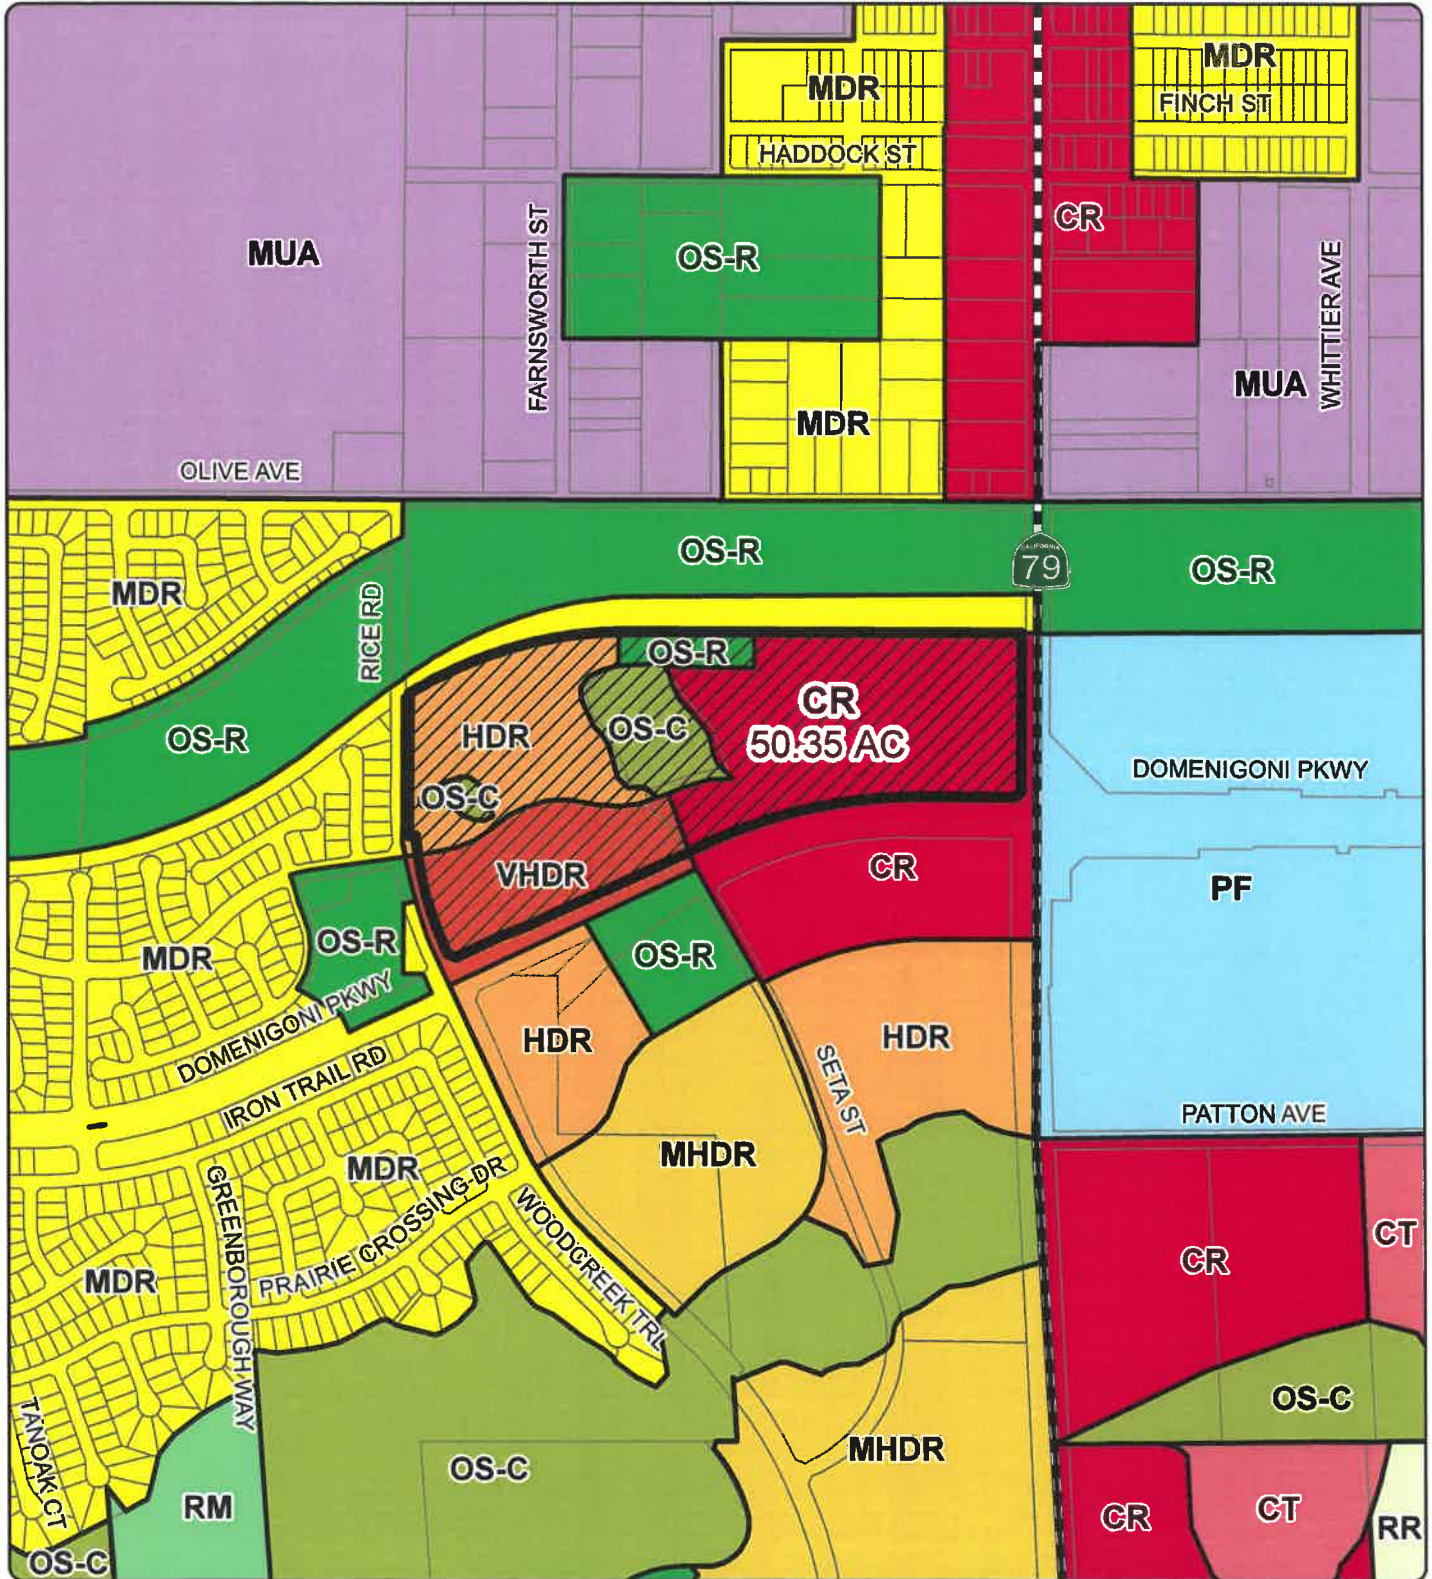 MDR
MDR
FINCH ST
HADDOCK ST
FARNSWORTH ST
CR
MUA
OS-R
WHITTIER AVE
MUA
MDR
OLIVE AVE
OS-R
CALIFORNIA
79
OS-R
MDR
RICE RD
OS-R
CR
50.35 AC
OS-R
HDR
OS-C
DOMENIGONI PKWY
OS-C
CR
VHDR
PF
OS-R
MDR
OS-R
DOMENIGONI PKWY
HDR
HDR
IRON TRAIL RD
SETA ST
PATTON AVE
MHDR
MDR
GREENBOROUGH WAY
PRAIRIE CROSSING DR
WOODCREEK TRL
CT
CR
MDR
OS-C
TANOAK CT
MHDR
OS-C
RM
CR
CT
RR
OS-C